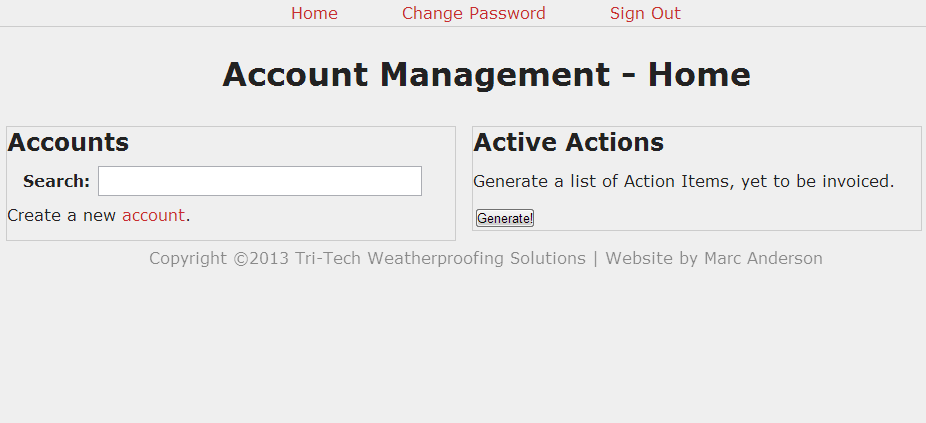 Home Change Password Sign Out
Account Management - Home
Accounts
Search:
Create a new account.
Active Actions
Generate a list of Action Items, yet to be invoiced.
Generate!
Copyright ©2013 Tri-Tech Weatherproofing Solutions | Website by Marc Anderson